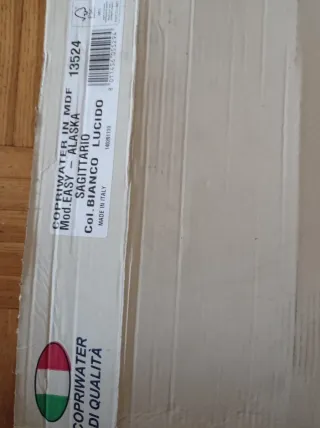 COPRIWATER IN MDF 13524
Mod.EASY - ALASKA
SAGITTARIO
Col.BIANCO LUCIDO
MADE IN ITALY
COPRIWATER
DI QUALITÀ